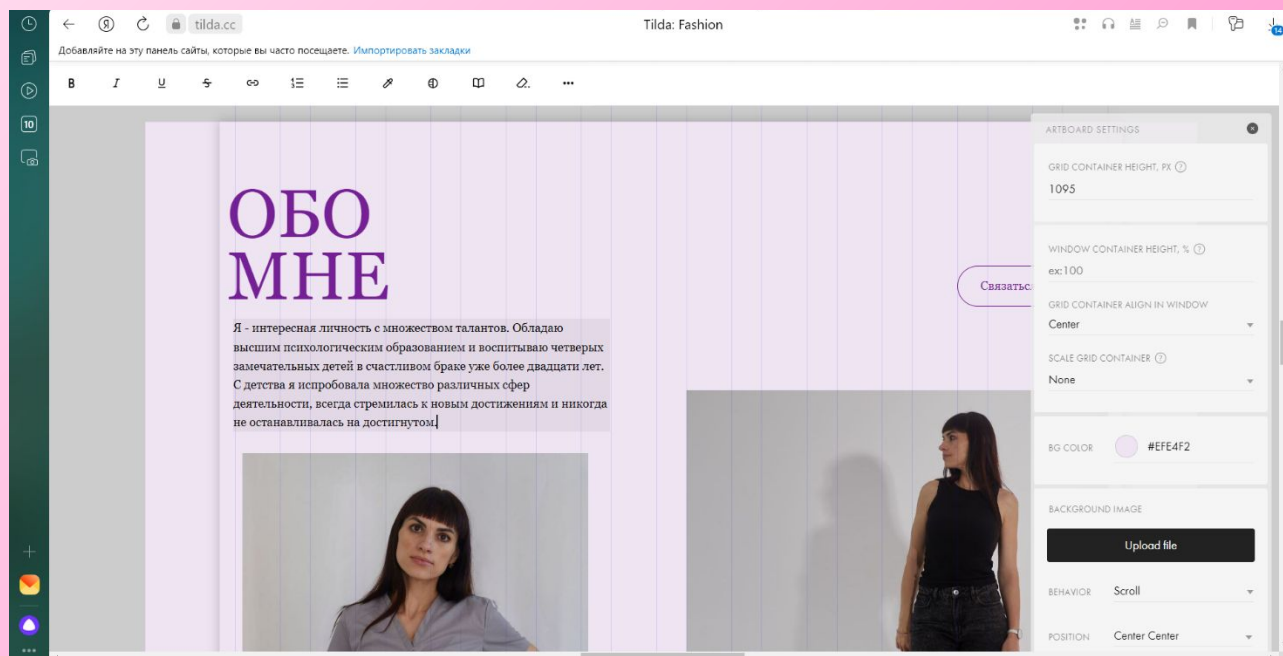 tilda.cc
Tilda: Fashion
14
Добавляйте на эту панель сайты, которые вы часто посещаете. Импортировать закладки
10
B I U S
ARTBOARD SETTINGS
GRID CONTAINER HEIGHT, PX ?
1095
WINDOW CONTAINER HEIGHT, % ?
ex:100
GRID CONTAINER ALIGN IN WINDOW
Center
SCALE GRID CONTAINER ?
None
BG COLOR #EFE4F2
BACKGROUND IMAGE
Upload file
BEHAVIOR Scroll
POSITION Center Center
ОБО
МНЕ
Я - интересная личность с множеством талантов. Обладаю
высшим психологическим образованием и воспитываю четверых
замечательных детей в счастливом браке уже более двадцати лет.
С детства я испробовала множество различных сфер
деятельности, всегда стремилась к новым достижениям и никогда
не останавливалась на достигнутом.